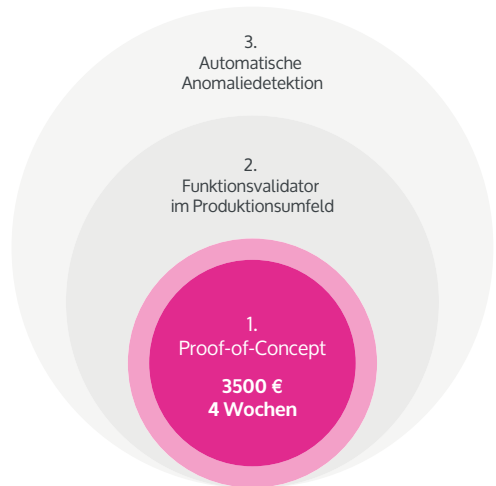 3.
Automatische
Anomaliedetektion
2.
Funktionsvalidator
im Produktionsumfeld
1.
Proof-of-Concept
3500 €
4 Wochen